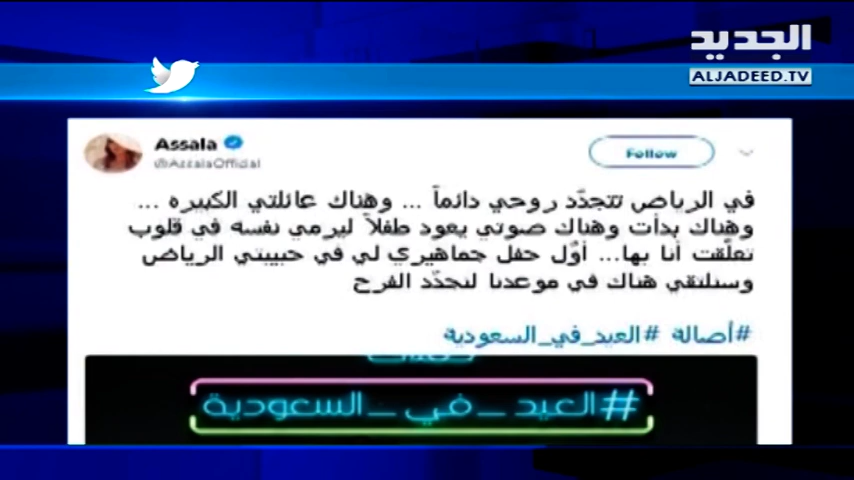 الجديد
ALJADEED.TV
Assala
@AssalaOfficial
Follow
في الرياض تتجدّد روحي دائماً ... وهناك عائلتي الكبيره ...
وهناك بدأت وهناك صوتي يعود طفلاً ليرمي نفسه في قلوب
تعلّقت أنا بها... أوّل حفل جماهيري لي في حبيبتي الرياض
وسنلتقي هناك في موعدنا لنجدّد الفرح
#أصالة #العيد_في_السعودية
#العيد_في_السعودية